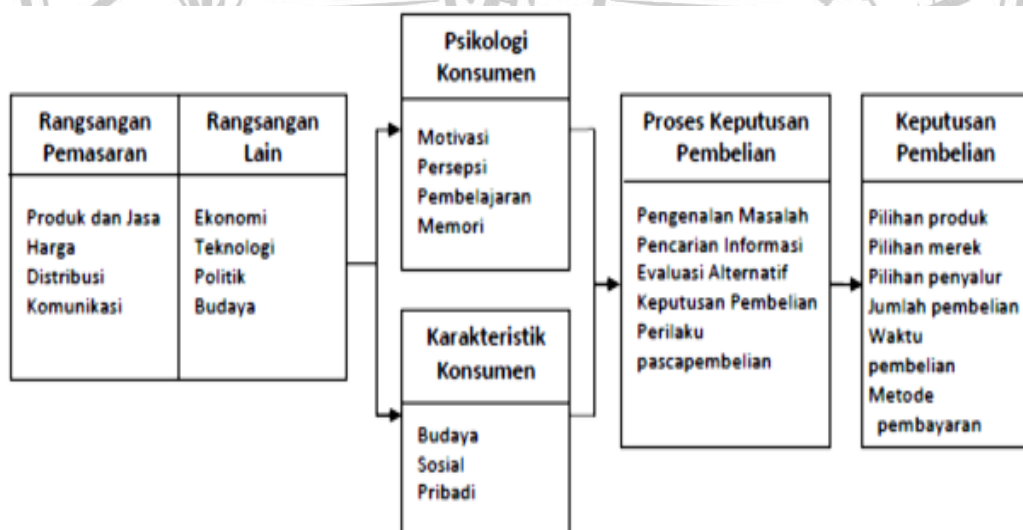 Rangsangan
Pemasaran
Produk dan Jasa
Harga
Distribusi
Komunikasi
Rangsangan
Lain
Ekonomi
Teknologi
Politik
Budaya
Psikologi
Konsumen
Motivasi
Persepsi
Pembelajaran
Memori
Karakteristik
Konsumen
Budaya
Sosial
Pribadi
Proses Keputusan
Pembelian
Pengenalan Masalah
Pencarian Informasi
Evaluasi Alternatif
Keputusan Pembelian
Perilaku
pascapembelian
Keputusan
Pembelian
Pilihan produk
Pilihan merek
Pilihan penyalur
Jumlah pembelian
Waktu
pembelian
Metode
pembayaran